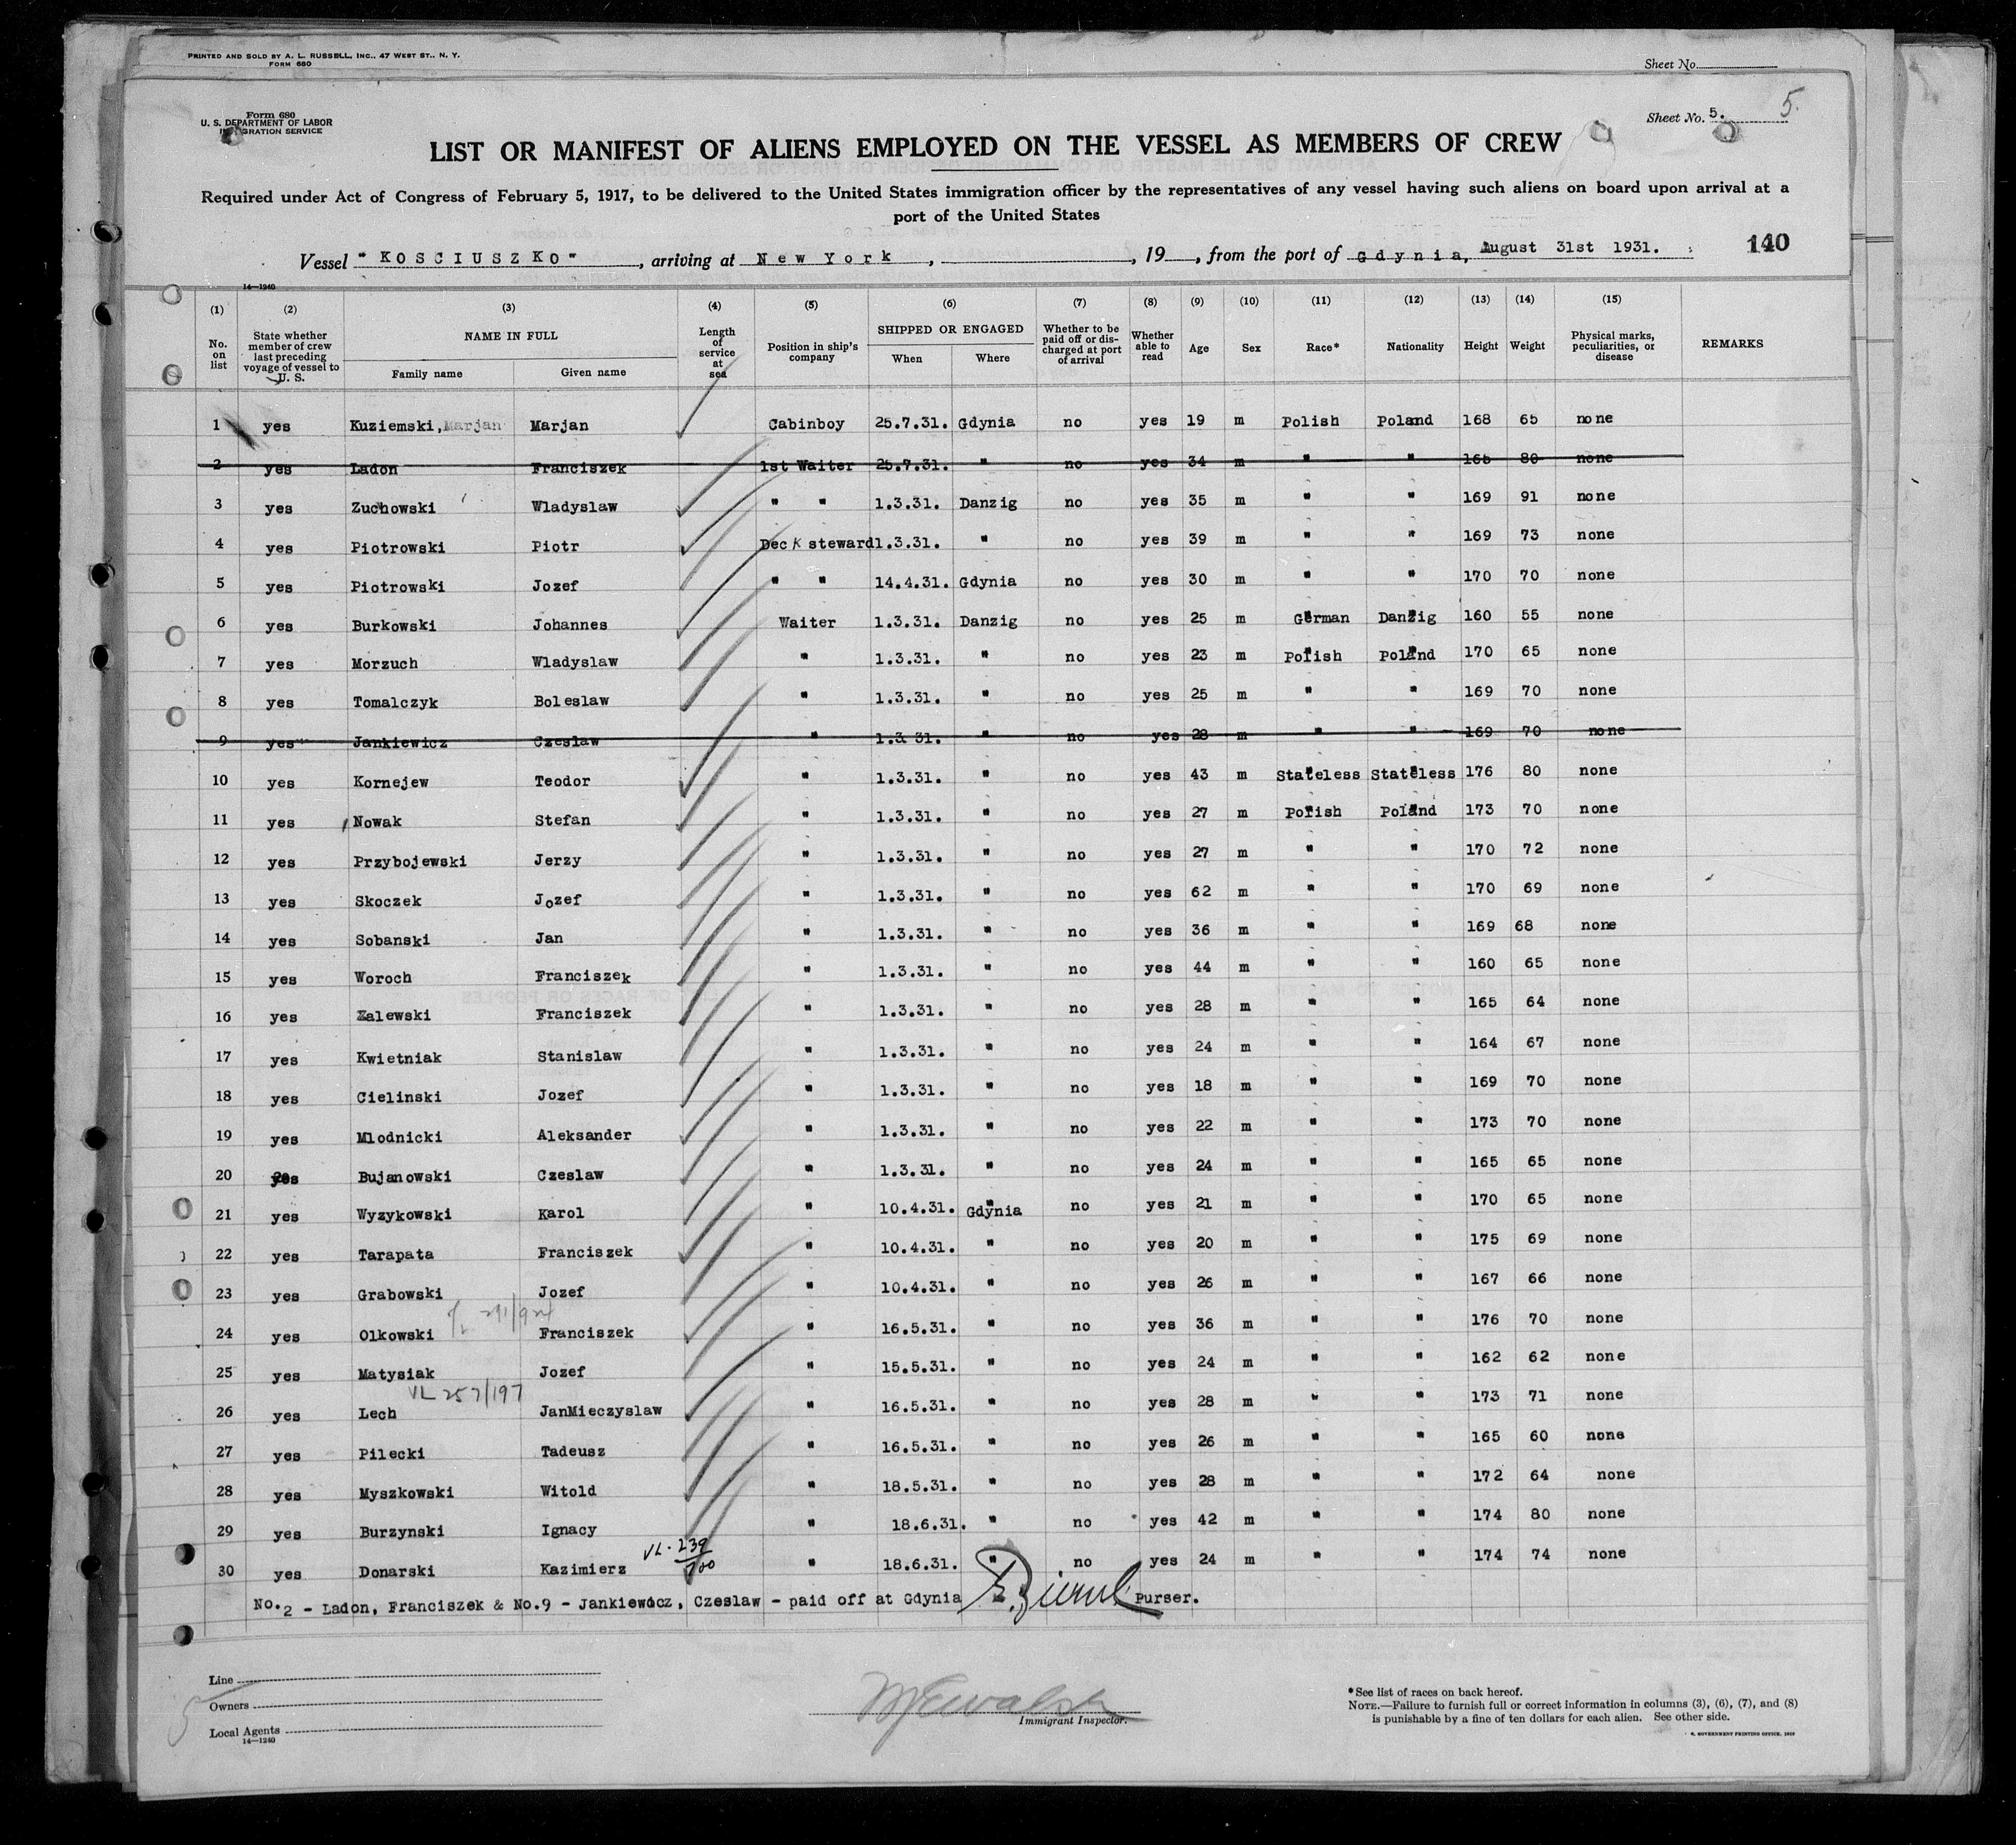 PRINTED AND SOLD BY A. L. RUSSELL, INC., 47 WEST ST., N. Y.
FORM 680
Sheet No.
Form 680
U. S. DEPARTMENT OF LABOR
IMMIGRATION SERVICE
Sheet No. 5.
5.
LIST OR MANIFEST OF ALIENS EMPLOYED ON THE VESSEL AS MEMBERS OF CREW
Required under Act of Congress of February 5, 1917, to be delivered to the United States immigration officer by the representatives of any vessel having such aliens on board upon arrival at a
port of the United States
Vessel "KOSCIUSZKO", arriving at New York, , 19 , from the port of Gdynia, August 31st 1931.
140
14—1240
(1) (2) (3) (4) (5) (6) (7) (8) (9) (10) (11) (12) (13) (14) (15)
No. on list State whether member of crew last preceding voyage of vessel to U. S. NAME IN FULL Family name Given name Length of service at sea Position in ship's company SHIPPED OR ENGAGED When Where Whether to be paid off or discharged at port of arrival Whether able to read Age Sex Race* Nationality Height Weight Physical marks, peculiarities, or disease REMARKS
1 yes Kuziemski, Marjan Marjan Cabinboy 25.7.31. Gdynia no yes 19 m Polish Poland 168 65 none
2 yes Ladon Franciszek 1st Waiter 25.7.31. " no yes 34 m " " 165 80 none
3 yes Zuchowski Wladyslaw " " 1.3.31. Danzig no yes 35 m " " 169 91 none
4 yes Piotrowski Piotr Deck steward 1.3.31. " no yes 39 m " " 169 73 none
5 yes Piotrowski Jozef " " 14.4.31. Gdynia no yes 30 m " " 170 70 none
6 yes Burkowski Johannes Waiter 1.3.31. Danzig no yes 25 m German Danzig 160 55 none
7 yes Morzuch Wladyslaw " 1.3.31. " no yes 23 m Polish Poland 170 65 none
8 yes Tomalczyk Boleslaw " 1.3.31. " no yes 25 m " " 169 70 none
9 yes Jankiewicz Czeslaw " 1.3.31. " no yes 28 m " " 169 70 none
10 yes Kornejew Teodor " 1.3.31. " no yes 43 m Stateless Stateless 176 80 none
11 yes Nowak Stefan " 1.3.31. " no yes 27 m Polish Poland 173 70 none
12 yes Przybojewski Jerzy " 1.3.31. " no yes 27 m " " 170 72 none
13 yes Skoczek Jozef " 1.3.31. " no yes 62 m " " 170 69 none
14 yes Sobanski Jan " 1.3.31. " no yes 36 m " " 169 68 none
15 yes Woroch Franciszek " 1.3.31. " no yes 44 m " " 160 65 none
16 yes Zalewski Franciszek " 1.3.31. " no yes 28 m " " 165 64 none
17 yes Kwietniak Stanislaw " 1.3.31. " no yes 24 m " " 164 67 none
18 yes Cielinski Jozef " 1.3.31. " no yes 18 m " " 169 70 none
19 yes Mlodnicki Aleksander " 1.3.31. " no yes 22 m " " 173 70 none
20 yes Bujanowski Czeslaw " 1.3.31. " no yes 24 m " " 165 65 none
21 yes Wyzykowski Karol " 10.4.31. Gdynia no yes 21 m " " 170 65 none
22 yes Tarapata Franciszek " 10.4.31. " no yes 20 m " " 175 69 none
23 yes Grabowski Jozef " 10.4.31. " no yes 26 m " " 167 66 none
24 yes Olkowski Franciszek " 16.5.31. " no yes 36 m " " 176 70 none
25 yes Matysiak Jozef " 15.5.31. " no yes 24 m " " 162 62 none
VL 257/197
26 yes Lech JanMieczyslaw " 16.5.31. " no yes 28 m " " 173 71 none
27 yes Pilecki Tadeusz " 16.5.31. " no yes 26 m " " 165 60 none
28 yes Myszkowski Witold " 18.5.31. " no yes 28 m " " 172 64 none
29 yes Burzynski Ignacy " 18.6.31. " no yes 42 m " " 174 80 none
30 yes Donarski Kazimierz " 18.6.31. " no yes 24 m " " 174 74 none
No.2 - Ladon, Franciszek & No.9 - Jankiewicz, Czeslaw - paid off at Gdynia Purser.
Line
Owners
Local Agents
14—1240
Immigrant Inspector.
*See list of races on back hereof.
NOTE.—Failure to furnish full or correct information in columns (3), (6), (7), and (8)
is punishable by a fine of ten dollars for each alien. See other side.